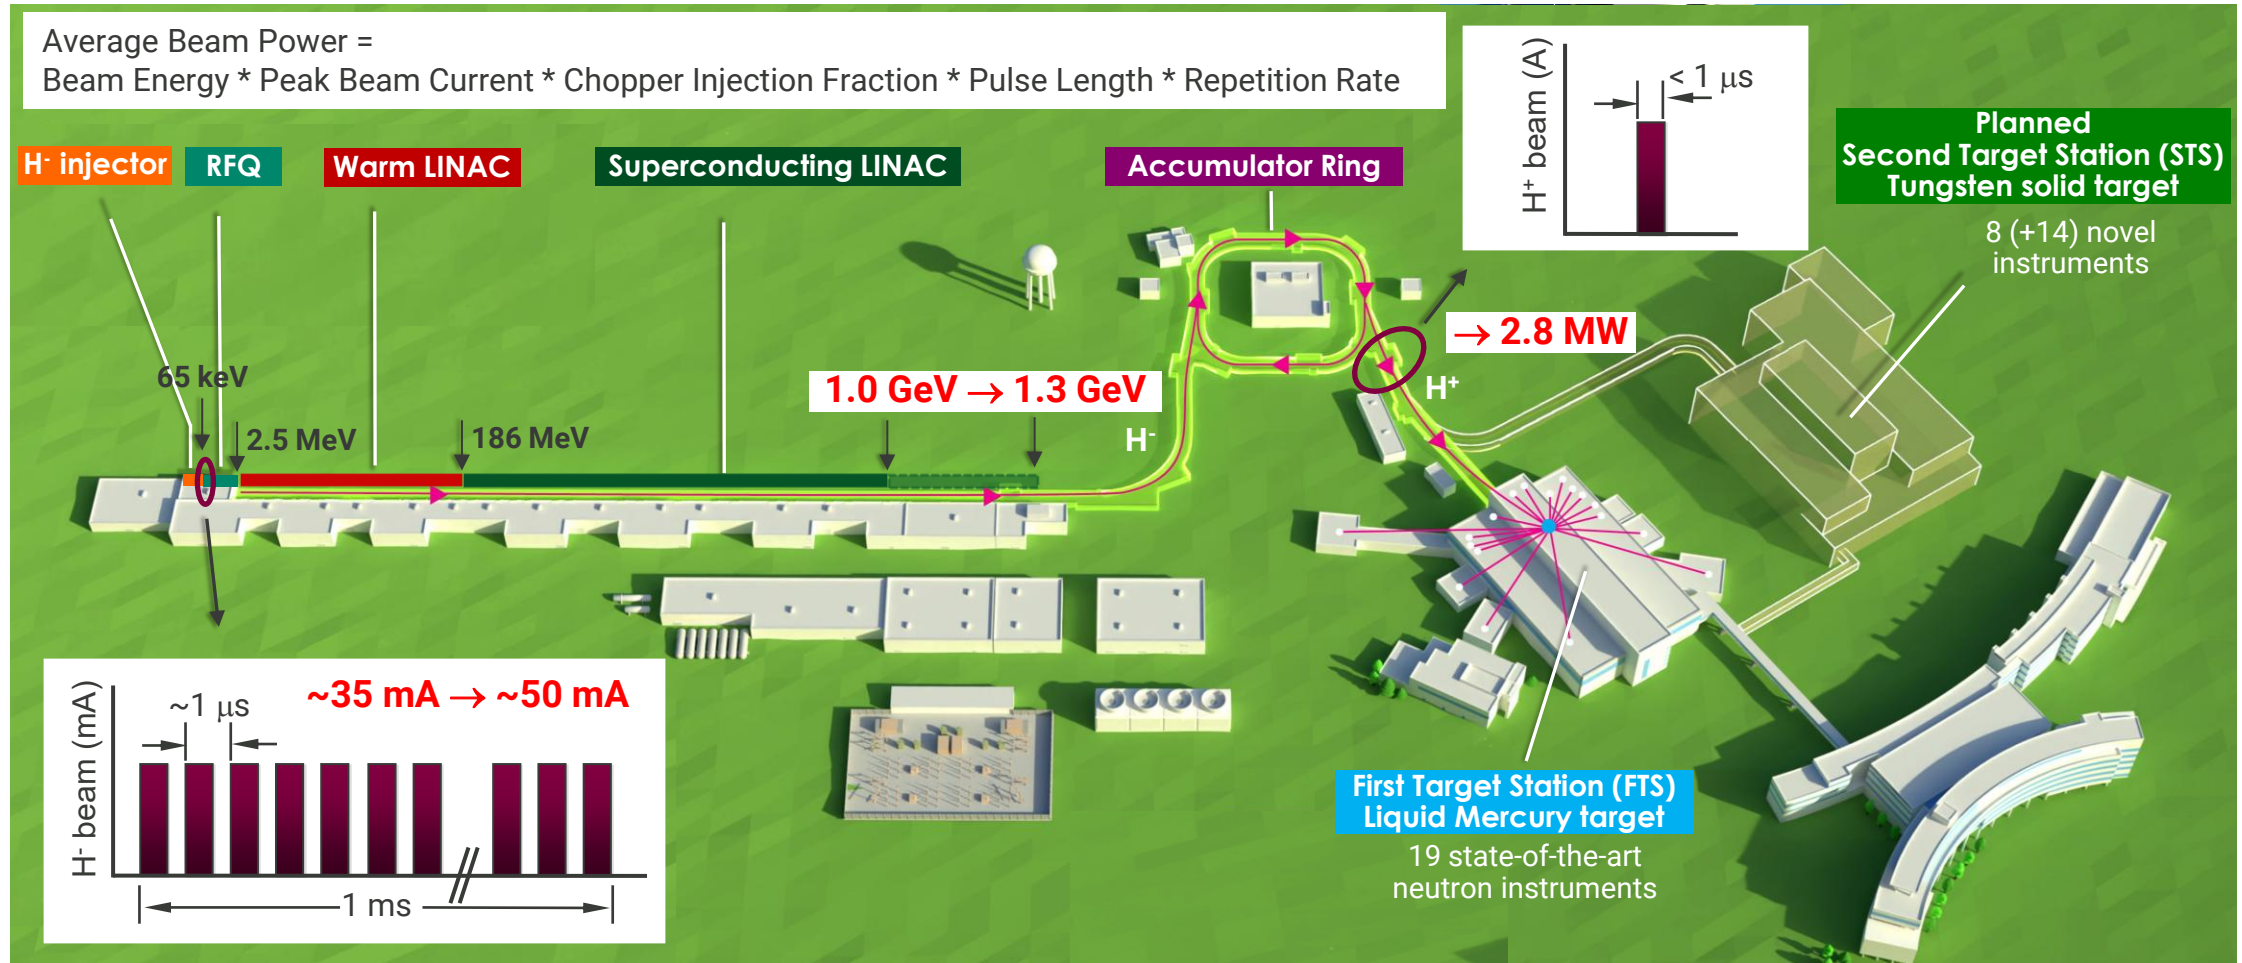 Average Beam Power =
Beam Energy * Peak Beam Current * Chopper Injection Fraction * Pulse Length * Repetition Rate
H⁺ beam (A)
< 1 μs
Planned
Second Target Station (STS)
Tungsten solid target
8 (+14) novel
instruments
H⁻ injector
RFQ
Warm LINAC
Superconducting LINAC
Accumulator Ring
→ 2.8 MW
65 keV
1.0 GeV → 1.3 GeV
H⁺
2.5 MeV
186 MeV
H⁻
~35 mA → ~50 mA
~1 μs
H⁻ beam (mA)
1 ms
First Target Station (FTS)
Liquid Mercury target
19 state-of-the-art
neutron instruments